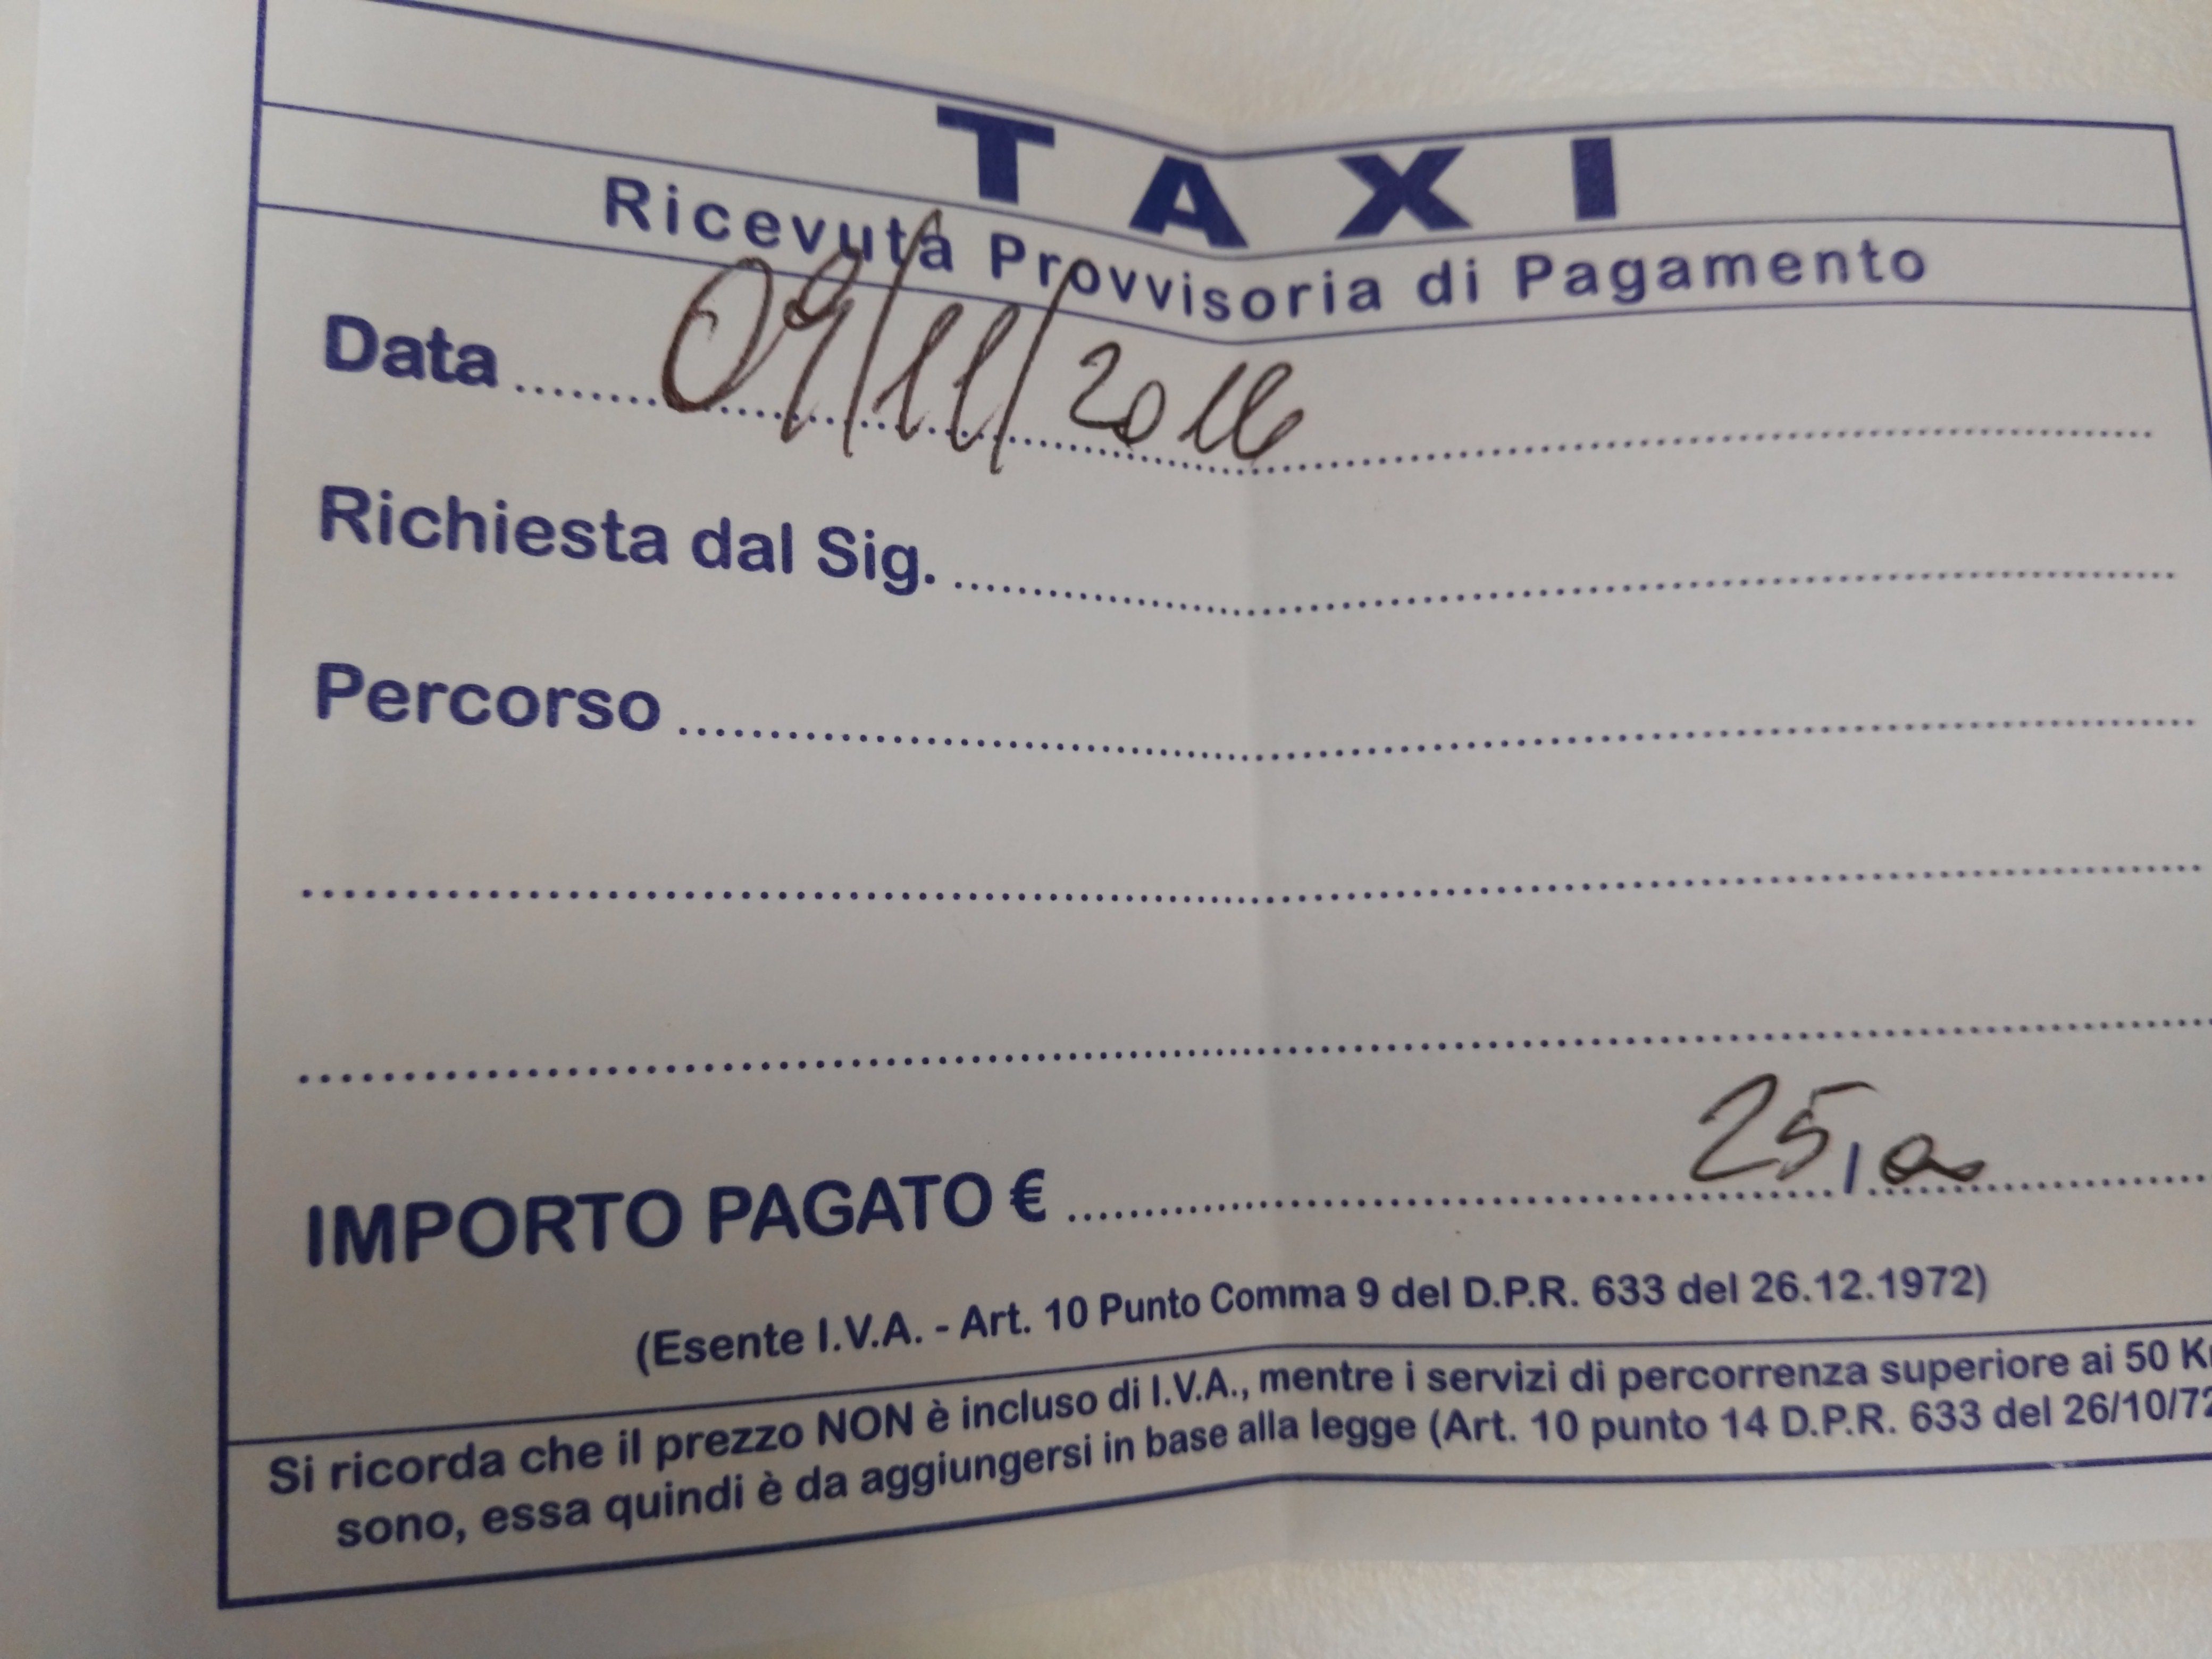 TAXI
Ricevuta Provvisoria di Pagamento
Data 09/11/2016
Richiesta dal Sig.
Percorso
IMPORTO PAGATO € 25,00
(Esente I.V.A. - Art. 10 Punto Comma 9 del D.P.R. 633 del 26.12.1972)
Si ricorda che il prezzo NON è incluso di I.V.A., mentre i servizi di percorrenza superiore ai 50 K
sono, essa quindi è da aggiungersi in base alla legge (Art. 10 punto 14 D.P.R. 633 del 26/10/72